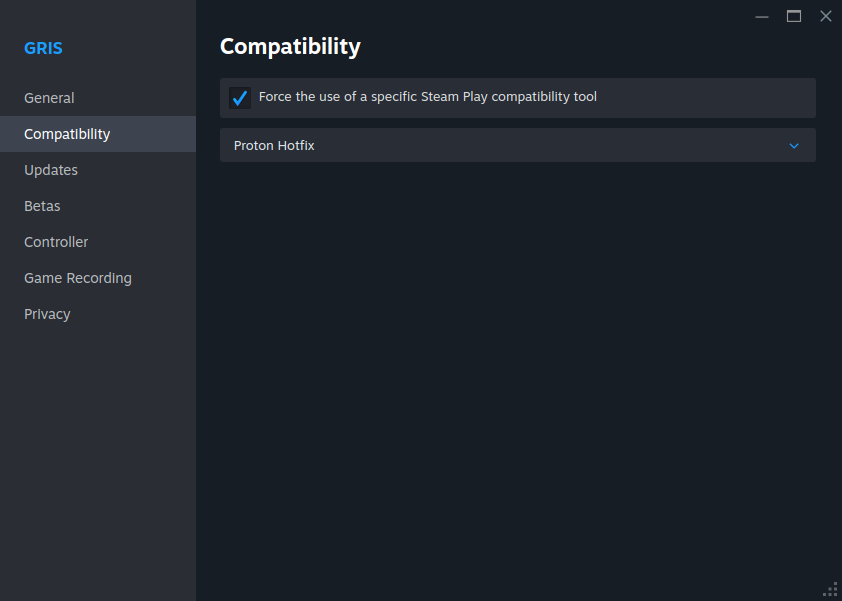 GRIS
General
Compatibility
Updates
Betas
Controller
Game Recording
Privacy
Compatibility
Force the use of a specific Steam Play compatibility tool
Proton Hotfix